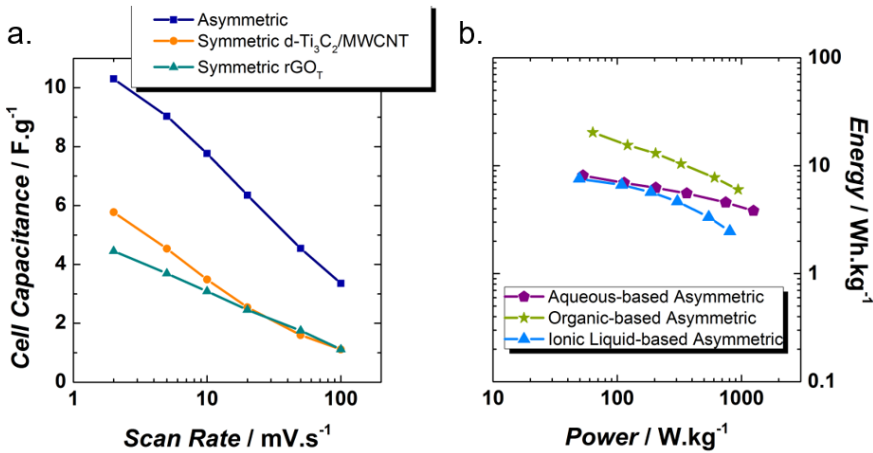 a.
Asymmetric
Symmetric d-Ti₃C₂/MWCNT
Symmetric rGO_T
Cell Capacitance / F.g⁻¹
10
8
6
4
2
0
1
10
100
Scan Rate / mV.s⁻¹
b.
100
10
1
0.1
Energy / Wh.kg⁻¹
Aqueous-based Asymmetric
Organic-based Asymmetric
Ionic Liquid-based Asymmetric
10
100
1000
Power / W.kg⁻¹